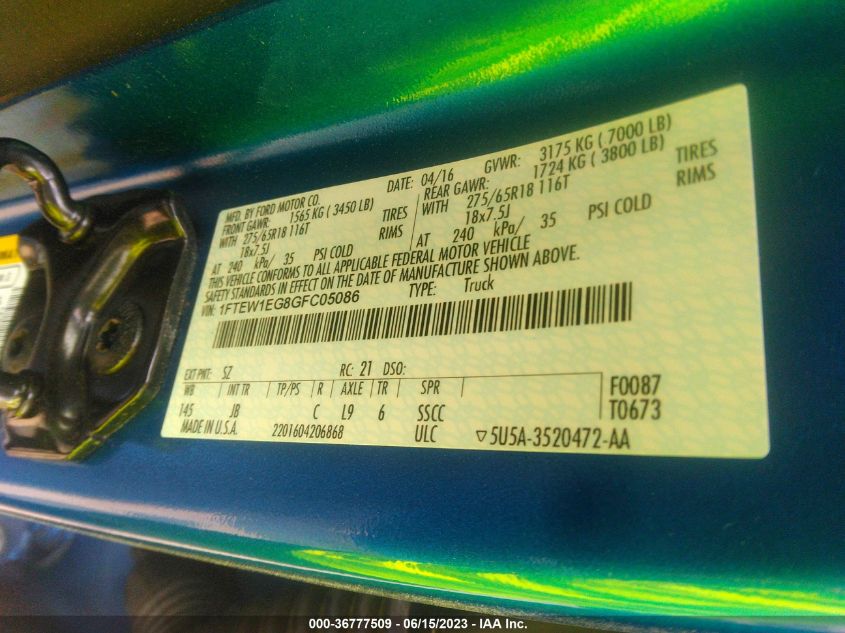 MFD. BY FORD MOTOR CO.
DATE: 04/16 GVWR: 3175 KG ( 7000 LB)
FRONT GAWR: 1565 KG ( 3450 LB) REAR GAWR: 1724 KG ( 3800 LB)
WITH 275/65R18 116T TIRES WITH 275/65R18 116T TIRES
18x7.5J RIMS 18x7.5J RIMS
AT 240 kPa/ 35 PSI COLD AT 240 kPa/ 35 PSI COLD
THIS VEHICLE CONFORMS TO ALL APPLICABLE FEDERAL MOTOR VEHICLE
SAFETY STANDARDS IN EFFECT ON THE DATE OF MANUFACTURE SHOWN ABOVE.
VIN: 1FTEW1EG8GFC05086 TYPE: Truck
EXT PNT: SZ RC: 21 DSO:
WB INT TR TP/PS R AXLE TR SPR F0087
145 JB C L9 6 SSCC T0673
MADE IN U.S.A. 2201604206868 ULC ▽5U5A-3520472-AA
000-36777509 - 06/15/2023 - IAA Inc.